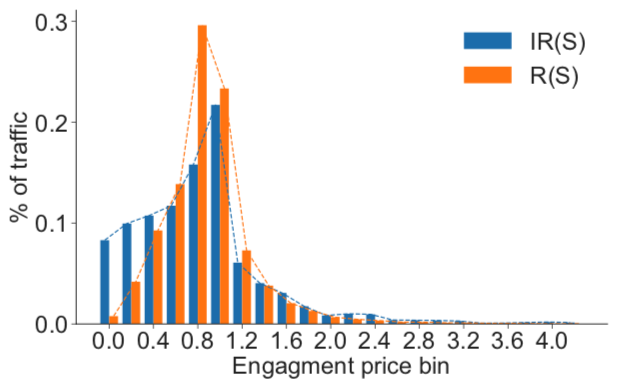 0.3
0.2
0.1
0.0
% of traffic
IR(S)
R(S)
0.0 0.4 0.8 1.2 1.6 2.0 2.4 2.8 3.2 3.6 4.0
Engagment price bin